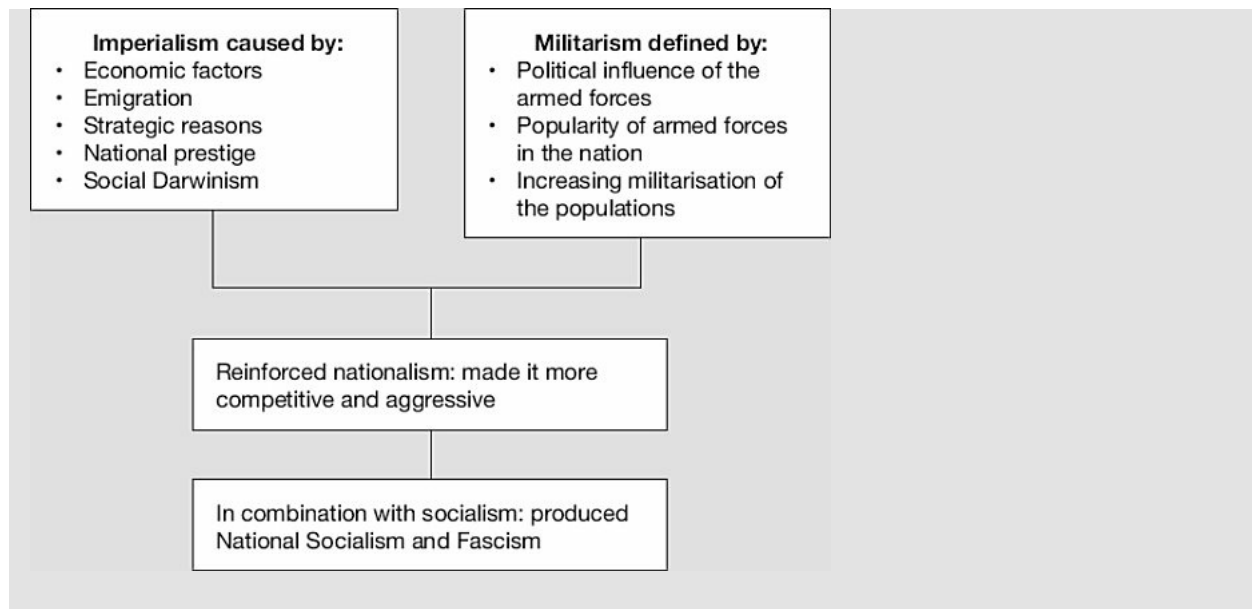 Imperialism caused by:
• Economic factors
• Emigration
• Strategic reasons
• National prestige
• Social Darwinism
Militarism defined by:
• Political influence of the
armed forces
• Popularity of armed forces
in the nation
• Increasing militarisation of
the populations
Reinforced nationalism: made it more
competitive and aggressive
In combination with socialism: produced
National Socialism and Fascism